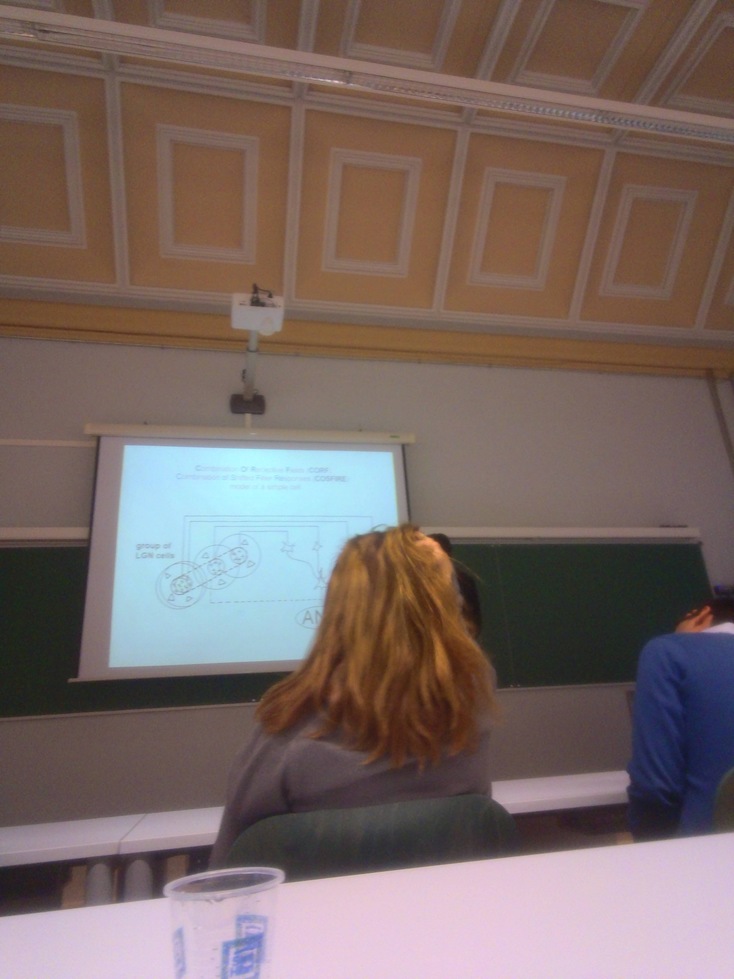 Combination Of Receptive Fields (CORF)
Combination of Shifted Filter Responses (COSFIRE)
model of a simple cell
group of
LGN cells
AN